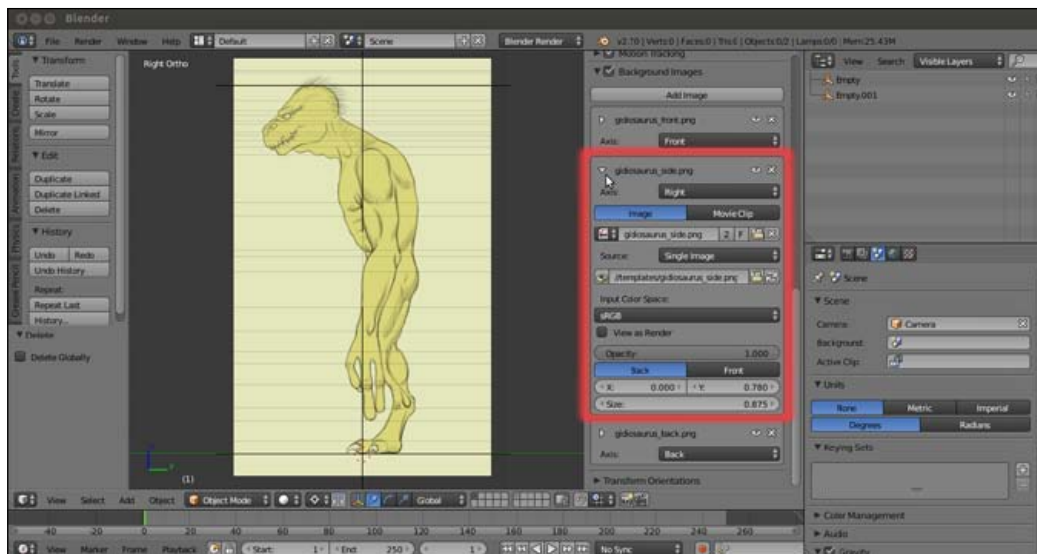 Blender
File Render Window Help Default Scene Blender Render v2.70 | Verts:0 | Faces:0 | Tris:6 | Objects:0/2 | Lamps:0/0 | Mem:25.43M
Tools
Create
Relations
Animation
Physics
Grease Pencil
Transform
Translate
Rotate
Scale
Mirror
Edit
Duplicate
Duplicate Linked
Delete
History
Undo Redo
Undo History
Repeat:
Repeat Last
History...
Delete
Delete Globally
Right Ortho
(1)
Motion Tracking
Background Images
Add Image
gidiosaurus_front.png
Axis: Front
gidiosaurus_side.png
Axis: Right
Image Movie Clip
gidiosaurus_side.png 2 F
Source: Single Image
//templates/gidiosaurus_side.png
Input Color Space:
sRGB
View as Render
Opacity: 1.000
Back Front
X: 0.000 Y: 0.780
Size: 0.875
gidiosaurus_back.png
Axis: Back
Transform Orientations
View Search Visible Layers
Empty
Empty.001
Scene
Scene
Camera: Camera
Background:
Active Clip:
Units
None Metric Imperial
Degrees Radians
Keying Sets
Color Management
Audio
Gravity
View Select Add Object Object Mode Global
-40 -20 0 20 40 60 80 100 120 140 160 180 200 220 240 260
View Marker Frame Playback Start: 1 End: 250 1 No Sync